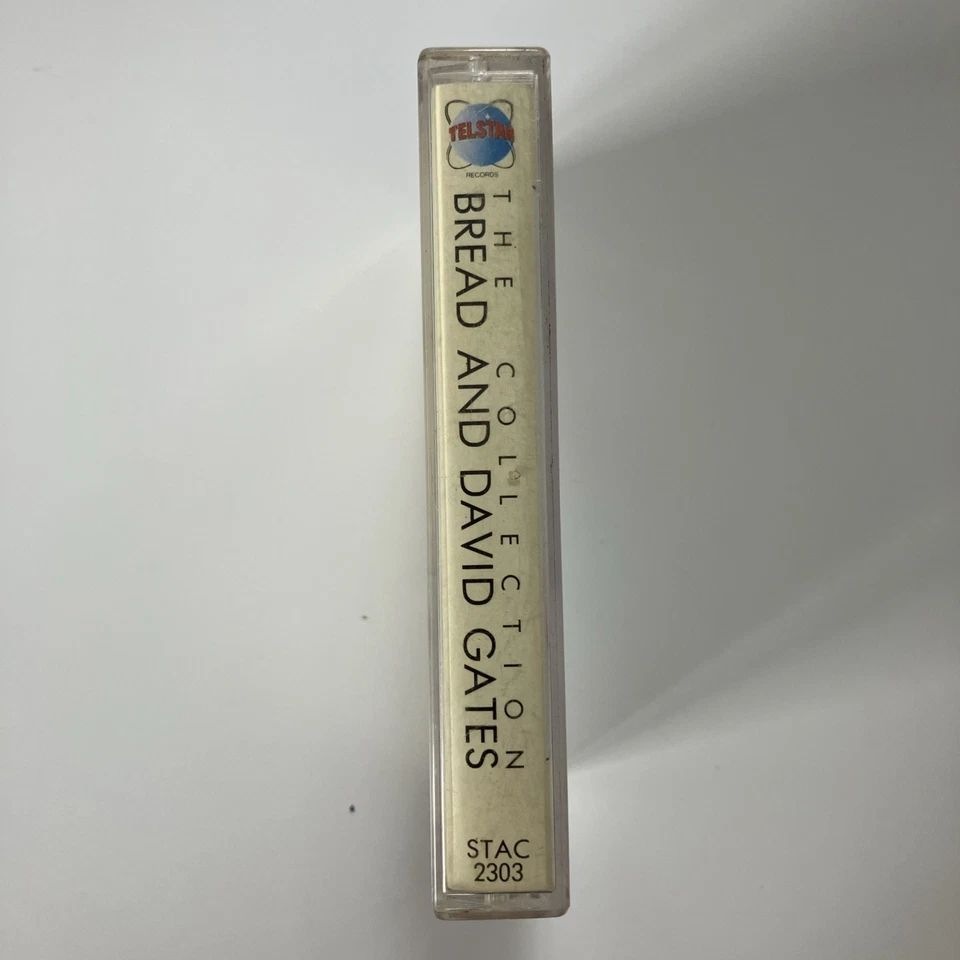 TELSTAR
RECORDS
THE COLLECTION
BREAD AND DAVID GATES
STAC
2303